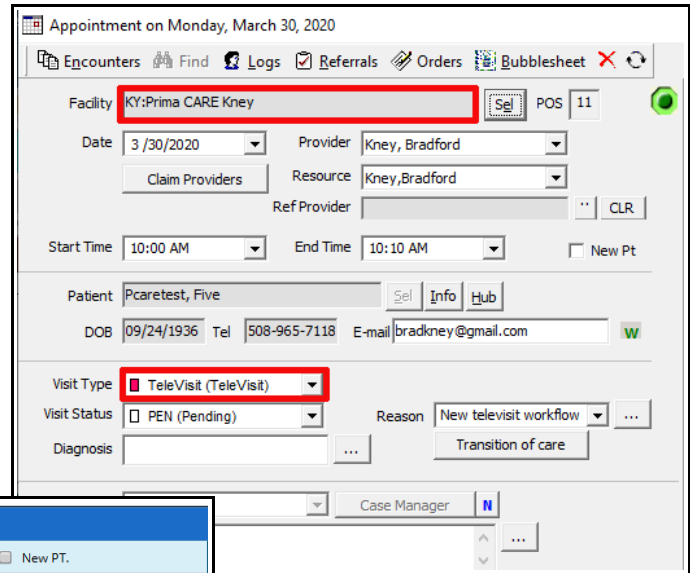 Appointment on Monday, March 30, 2020
Encounters Find Logs Referrals Orders Bubblesheet
Facility KY:Prima CARE Kney Sel POS 11
Date 3 /30/2020 Provider Kney, Bradford
Claim Providers Resource Kney,Bradford
Ref Provider .. CLR
Start Time 10:00 AM End Time 10:10 AM New Pt
Patient Pcaretest, Five Sel Info Hub
DOB 09/24/1936 Tel 508-965-7118 E-mail bradkney@gmail.com W
Visit Type TeleVisit (TeleVisit)
Visit Status PEN (Pending) Reason New televisit workflow ...
Diagnosis ... Transition of care
Case Manager N
...
New PT.